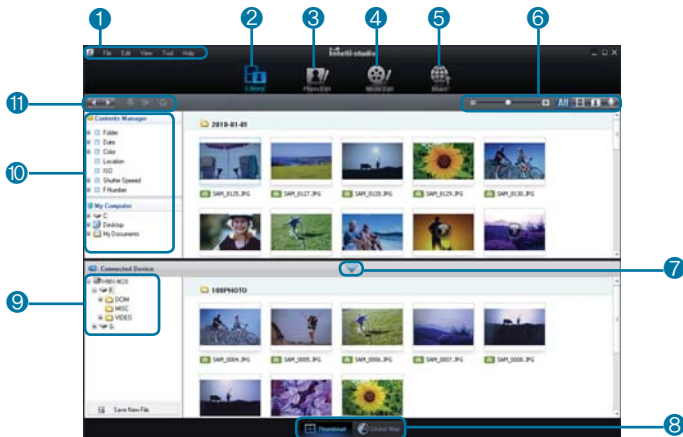 1
2
3
4
5
6
File Edit View Tool Help
Intelli-studio
Library
Photo Edit
Movie Edit
Share
11
All
Contents Manager
Folder
Date
Color
Location
ISO
Shutter Speed
F Number
10
My Computer
C
Desktop
My Documents
2010-01-01
SAM_0125.JPG
SAM_0127.JPG
SAM_0128.JPG
SAM_0129.JPG
SAM_0130.JPG
7
Connected Device
9
E
DCIM
MISC
VIDEO
G
100PHOTO
SAM_0004.JPG
SAM_0005.JPG
SAM_0006.JPG
SAM_0007.JPG
SAM_0008.JPG
Save New File
Thumbnail
Global Map
8